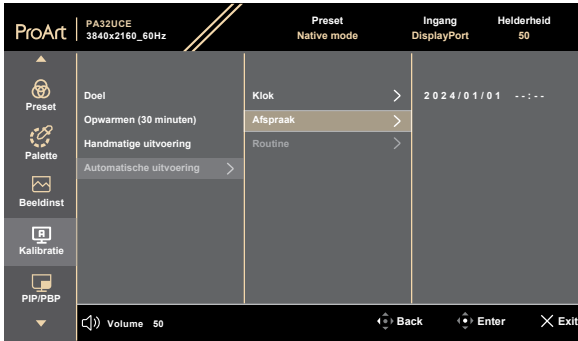 ProArt
PA32UCE
3840x2160_60Hz
Preset
Native mode
Ingang
DisplayPort
Helderheid
50
Preset
Palette
Beeldinst
Kalibratie
PIP/PBP
Doel
Opwarmen (30 minuten)
Handmatige uitvoering
Automatische uitvoering
Klok
Afspraak
Routine
2024/01/01 --:--
Volume 50
Back
Enter
Exit